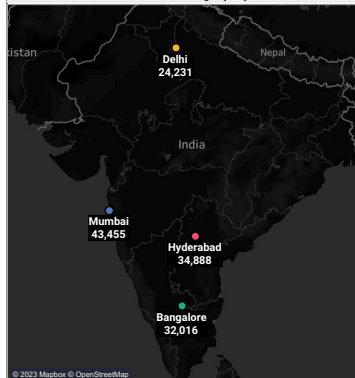 kistan
Nepal
Delhi
24,231
India
Mumbai
43,455
Hyderabad
34,888
Bangalore
32,016
© 2023 Mapbox © OpenStreetMap